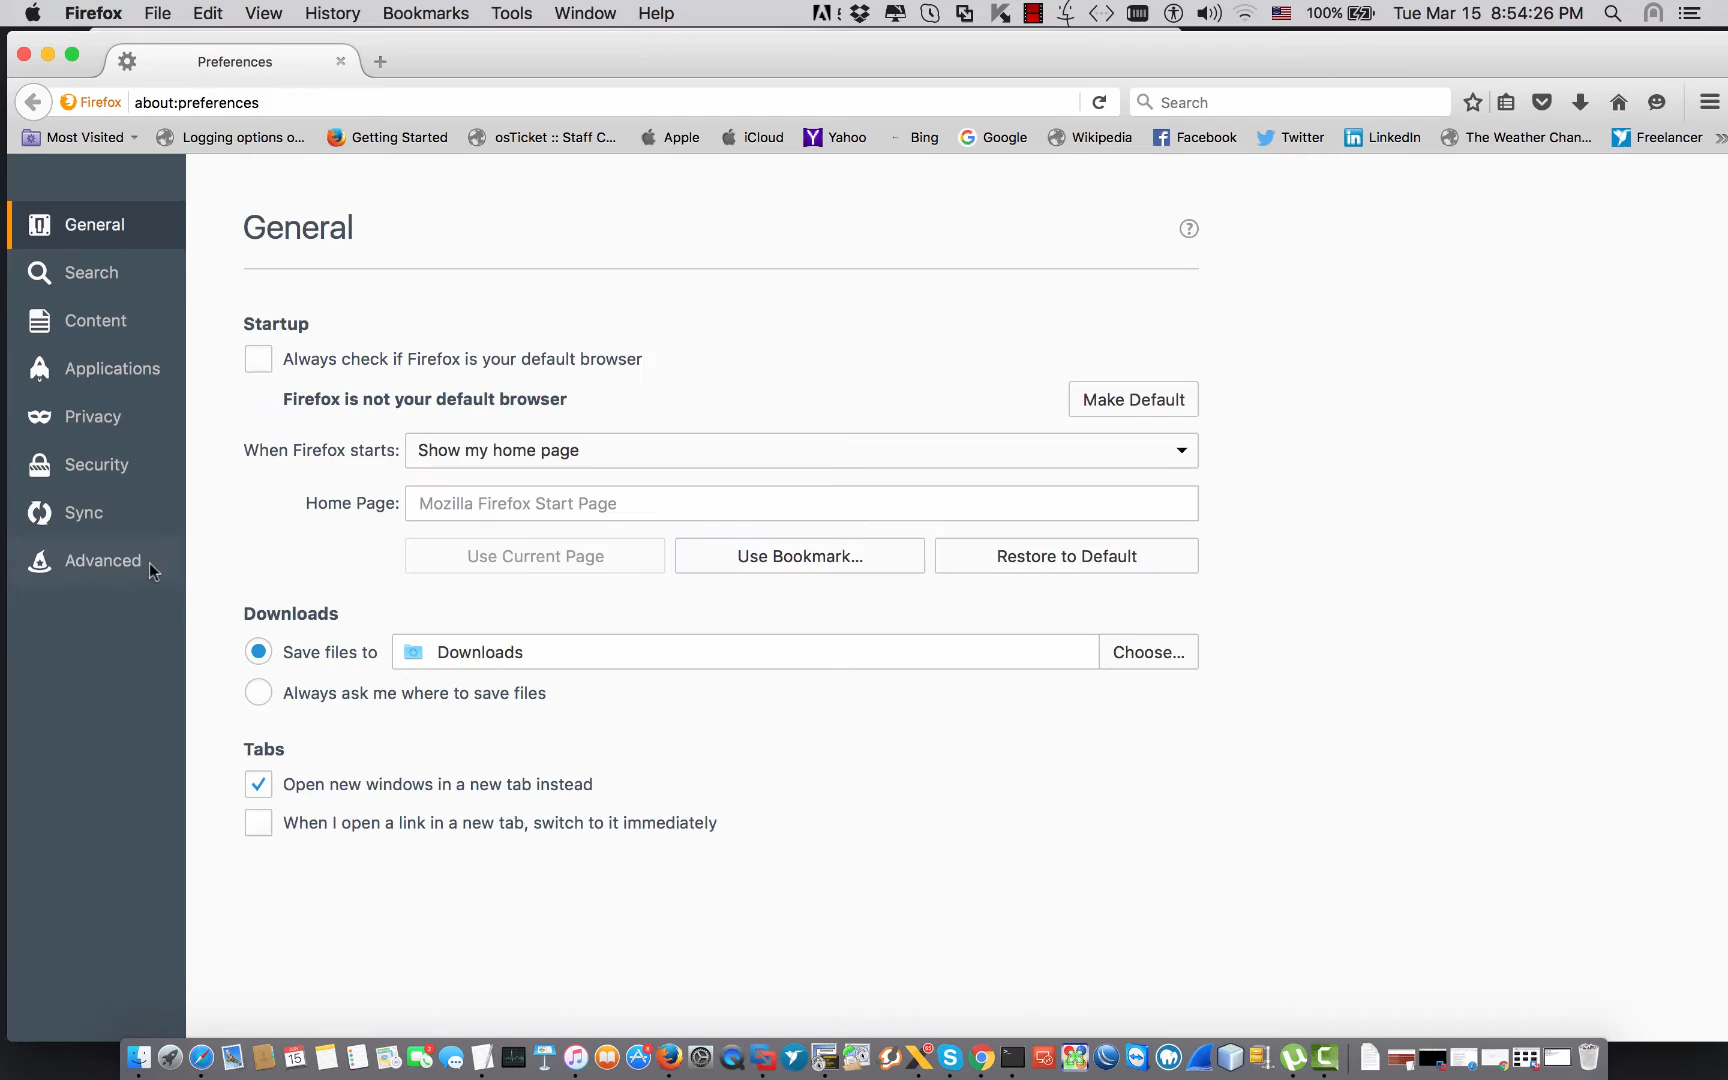 Firefox File Edit View History Bookmarks Tools Window Help 100% Tue Mar 15 8:54:26 PM
Preferences
Firefox about:preferences Search
Most Visited Logging options o... Getting Started osTicket :: Staff C... Apple iCloud Yahoo Bing Google Wikipedia Facebook Twitter LinkedIn The Weather Chan... Freelancer
General
Search
Content
Applications
Privacy
Security
Sync
Advanced
General
Startup
Always check if Firefox is your default browser
Firefox is not your default browser Make Default
When Firefox starts: Show my home page
Home Page: Mozilla Firefox Start Page
Use Current Page Use Bookmark... Restore to Default
Downloads
Save files to Downloads Choose...
Always ask me where to save files
Tabs
Open new windows in a new tab instead
When I open a link in a new tab, switch to it immediately
15